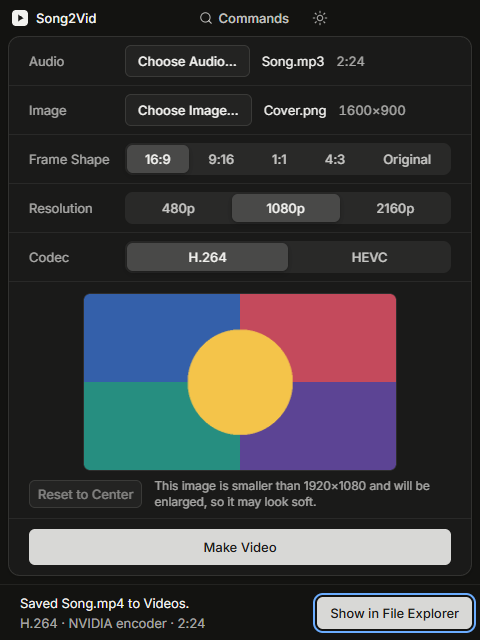 Song2Vid Commands
Audio Choose Audio... Song.mp3 2:24
Image Choose Image... Cover.png 1600×900
Frame Shape 16:9 9:16 1:1 4:3 Original
Resolution 480p 1080p 2160p
Codec H.264 HEVC
Reset to Center
This image is smaller than 1920×1080 and will be
enlarged, so it may look soft.
Make Video
Saved Song.mp4 to Videos.
H.264 · NVIDIA encoder · 2:24
Show in File Explorer